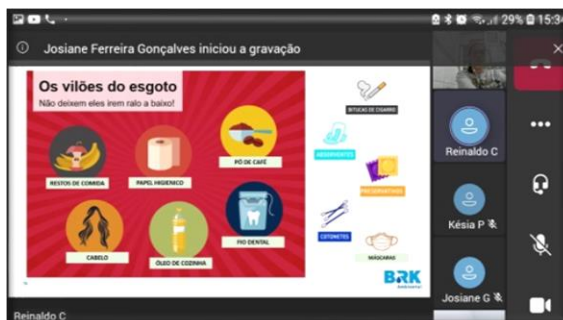 29% 15:34
Josiane Ferreira Gonçalves iniciou a gravação
Os vilões do esgoto
Não deixem eles irem ralo a baixo!
RESTOS DE COMIDA
PAPEL HIGIENICO
PÓ DE CAFÉ
CABELO
ÓLEO DE COZINHA
FIO DENTAL
BITUCAS DE CIGARRO
ABSORVENTES
PRESERVATIVOS
COTONETES
MÁSCARAS
BRK
Ambiental
Reinaldo C
Késia P
Josiane G
Reinaldo C